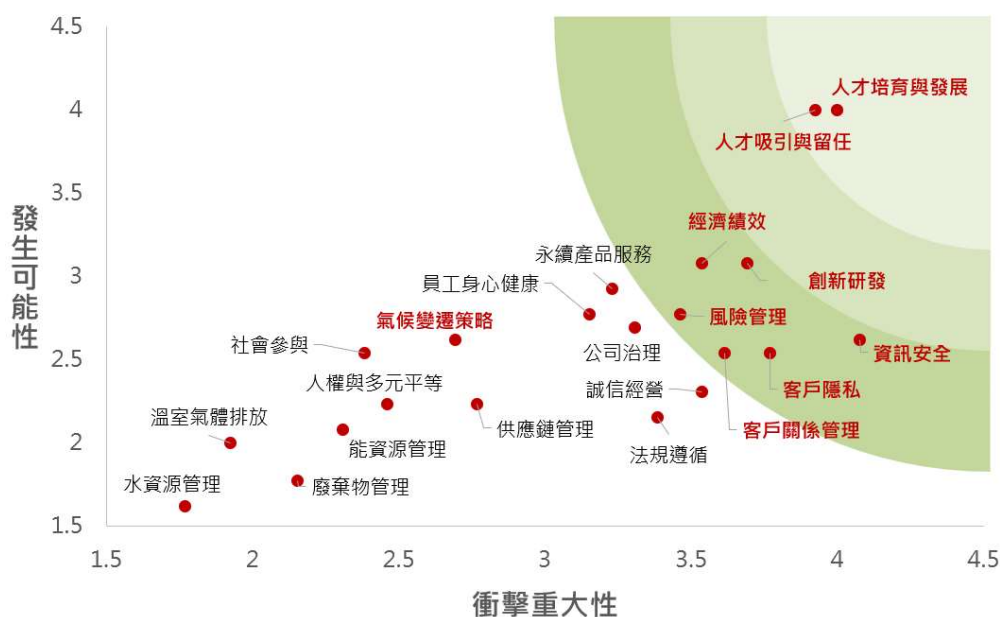 4.5
4
3.5
3
2.5
2
1.5
發生可能性
人才培育與發展
人才吸引與留任
經濟績效
創新研發
永續產品服務
員工身心健康
氣候變遷策略
風險管理
社會參與
公司治理
資訊安全
人權與多元平等
誠信經營
客戶隱私
溫室氣體排放
供應鏈管理
客戶關係管理
能資源管理
法規遵循
水資源管理
廢棄物管理
1.5
2
2.5
3
3.5
4
4.5
衝擊重大性